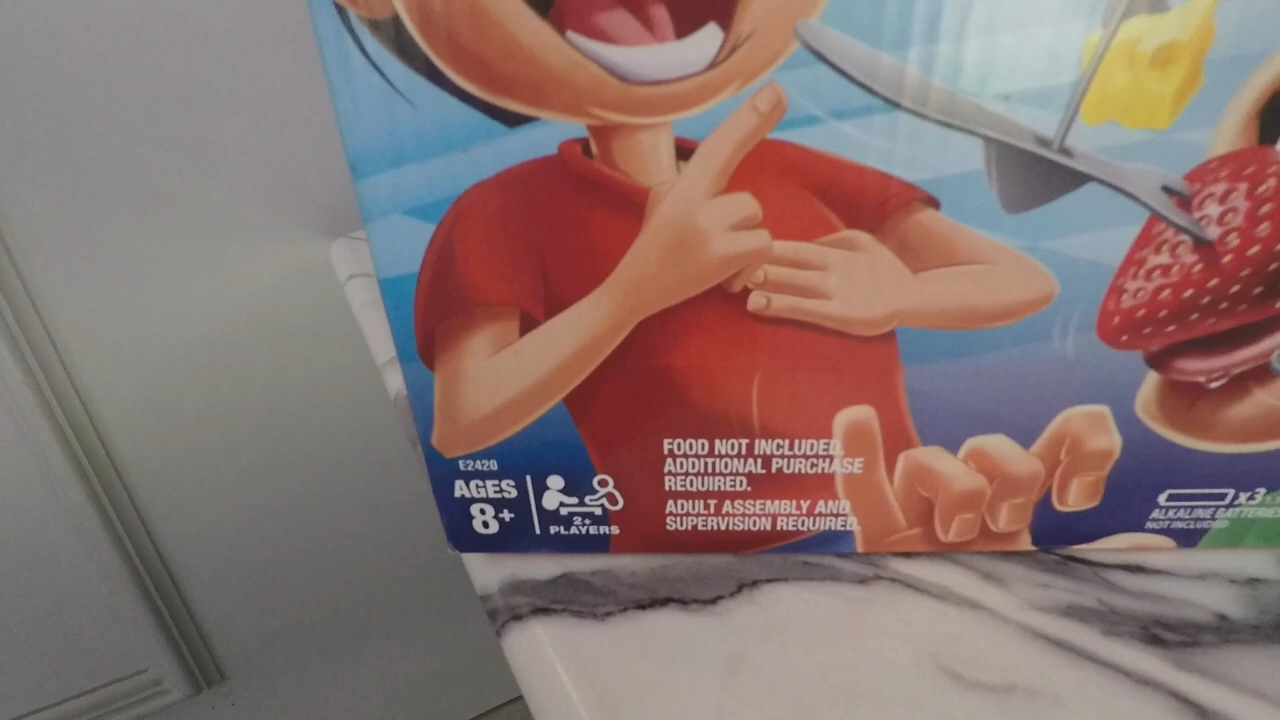 E2420
AGES
8+
2+
PLAYERS
FOOD NOT INCLUDED.
ADDITIONAL PURCHASE
REQUIRED.
ADULT ASSEMBLY AND
SUPERVISION REQUIRED.
x3
ALKALINE BATTERIES
NOT INCLUDED